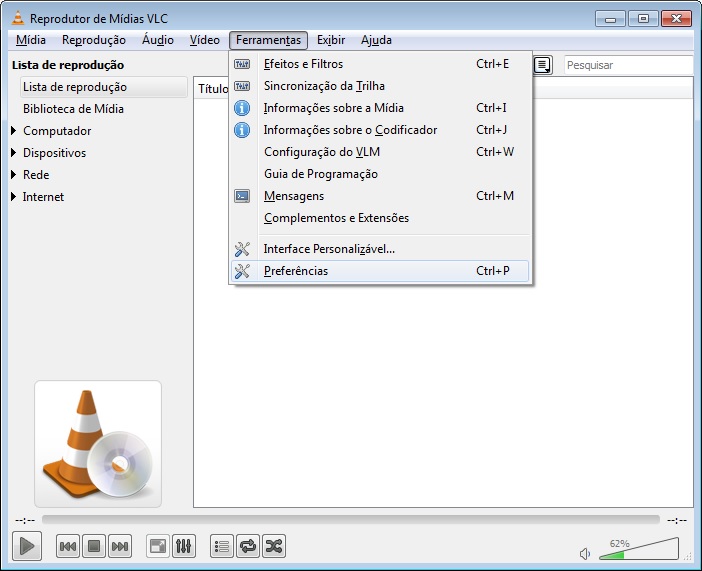 Reprodutor de Mídias VLC
Mídia Reprodução Áudio Vídeo Ferramentas Exibir Ajuda
Lista de reprodução
Lista de reprodução
Biblioteca de Mídia
Computador
Dispositivos
Rede
Internet
Título
Pesquisar
Efeitos e Filtros Ctrl+E
Sincronização da Trilha
Informações sobre a Mídia Ctrl+I
Informações sobre o Codificador Ctrl+J
Configuração do VLM Ctrl+W
Guia de Programação
Mensagens Ctrl+M
Complementos e Extensões
Interface Personalizável...
Preferências Ctrl+P
--:-- --:--
62%